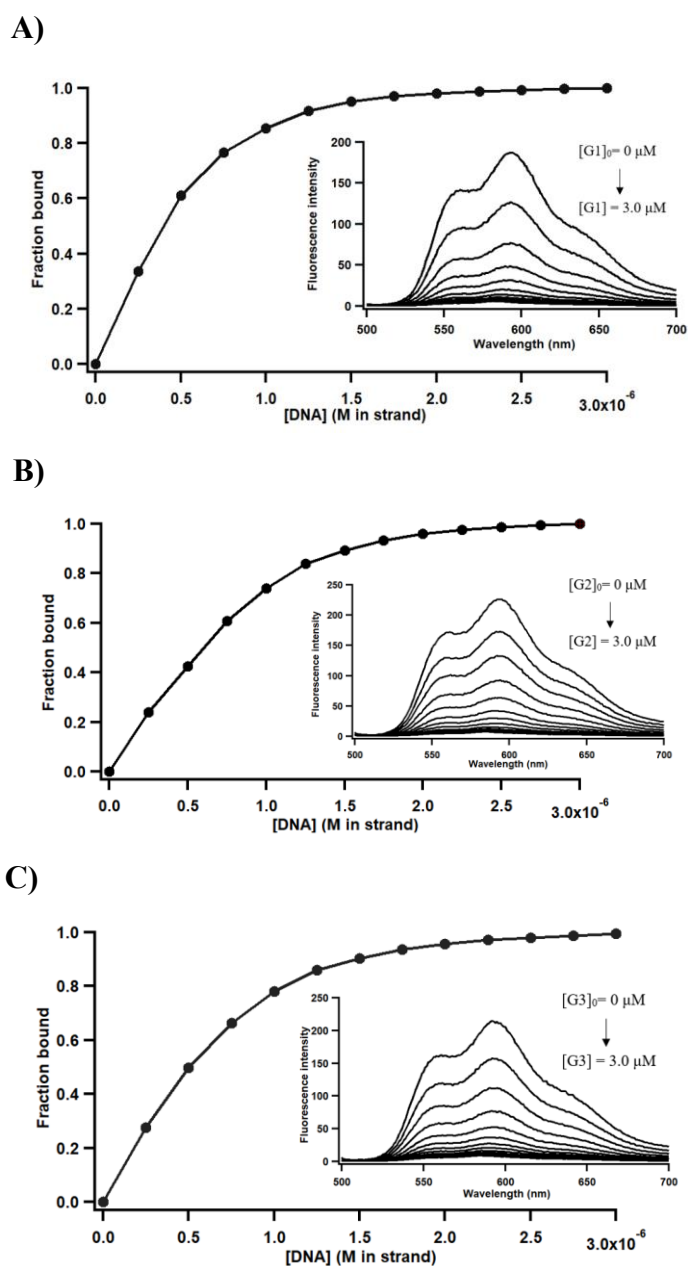 A)
Fraction bound
1.0
0.8
0.6
0.4
0.2
0.0
0.0 0.5 1.0 1.5 2.0 2.5 3.0x10-6
[DNA] (M in strand)
Fluorescence intensity
200
150
100
50
0
500 550 600 650 700
Wavelength (nm)
[G1]0= 0 μM
[G1] = 3.0 μM
B)
Fraction bound
1.0
0.8
0.6
0.4
0.2
0.0
0.0 0.5 1.0 1.5 2.0 2.5 3.0x10-6
[DNA] (M in strand)
Fluorescence intensity
250
200
150
100
50
0
500 550 600 650 700
Wavelength (nm)
[G2]0= 0 μM
[G2] = 3.0 μM
C)
Fraction bound
1.0
0.8
0.6
0.4
0.2
0.0
0.0 0.5 1.0 1.5 2.0 2.5 3.0x10-6
[DNA] (M in strand)
Fluorescence intensity
250
200
150
100
50
0
500 550 600 650 700
Wavelength (nm)
[G3]0= 0 μM
[G3] = 3.0 μM